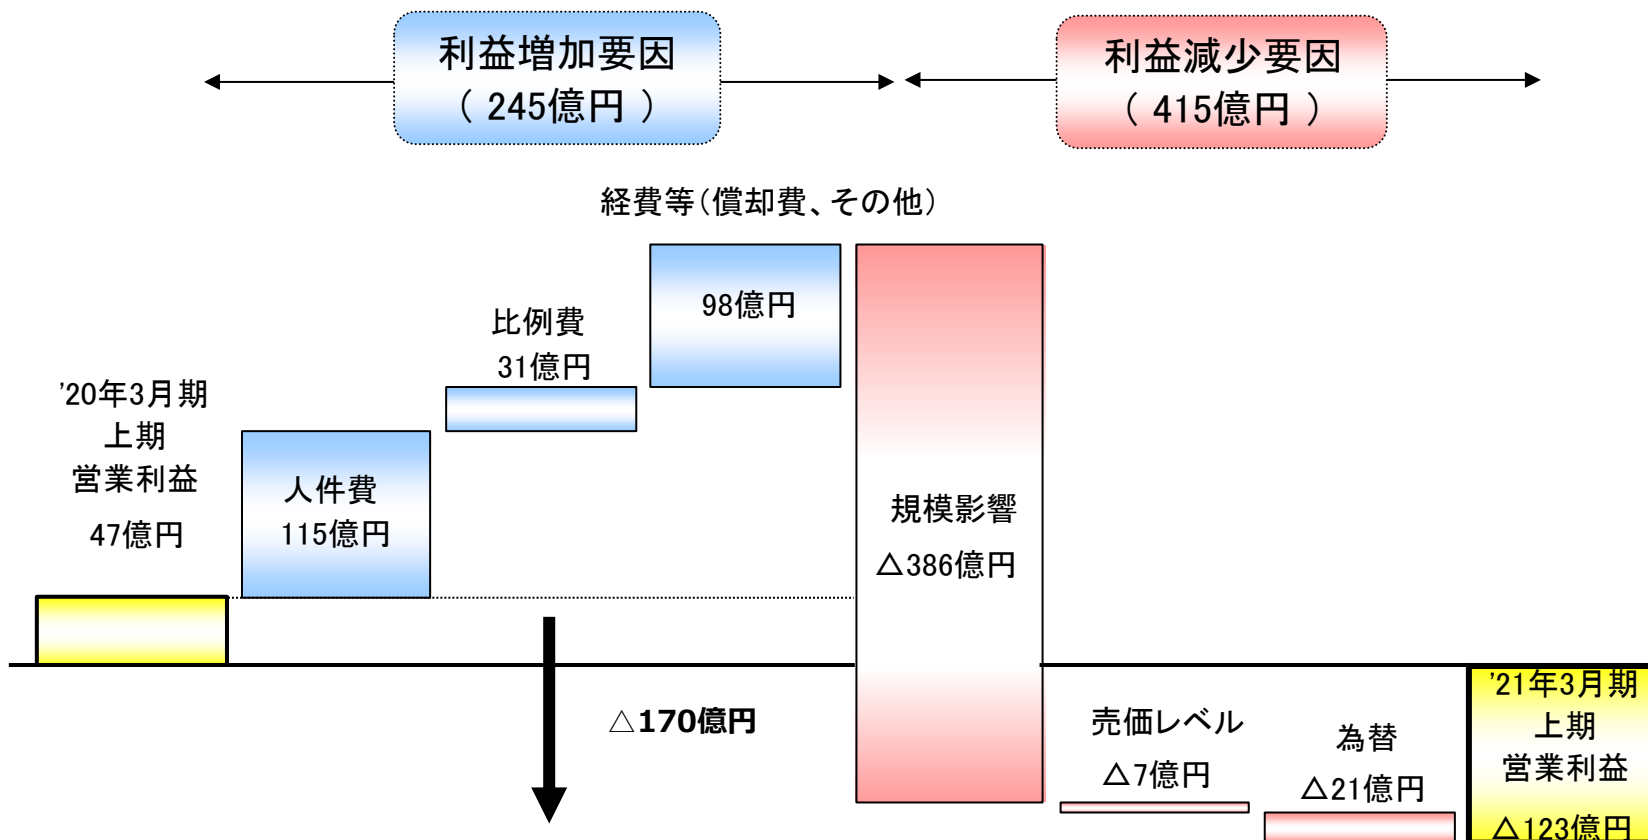 利益増加要因
( 245億円 )
利益減少要因
( 415億円 )
経費等(償却費、その他)
98億円
比例費
31億円
'20年3月期
上期
営業利益
47億円
人件費
115億円
規模影響
△386億円
△170億円
売価レベル
△7億円
為替
△21億円
'21年3月期
上期
営業利益
△123億円